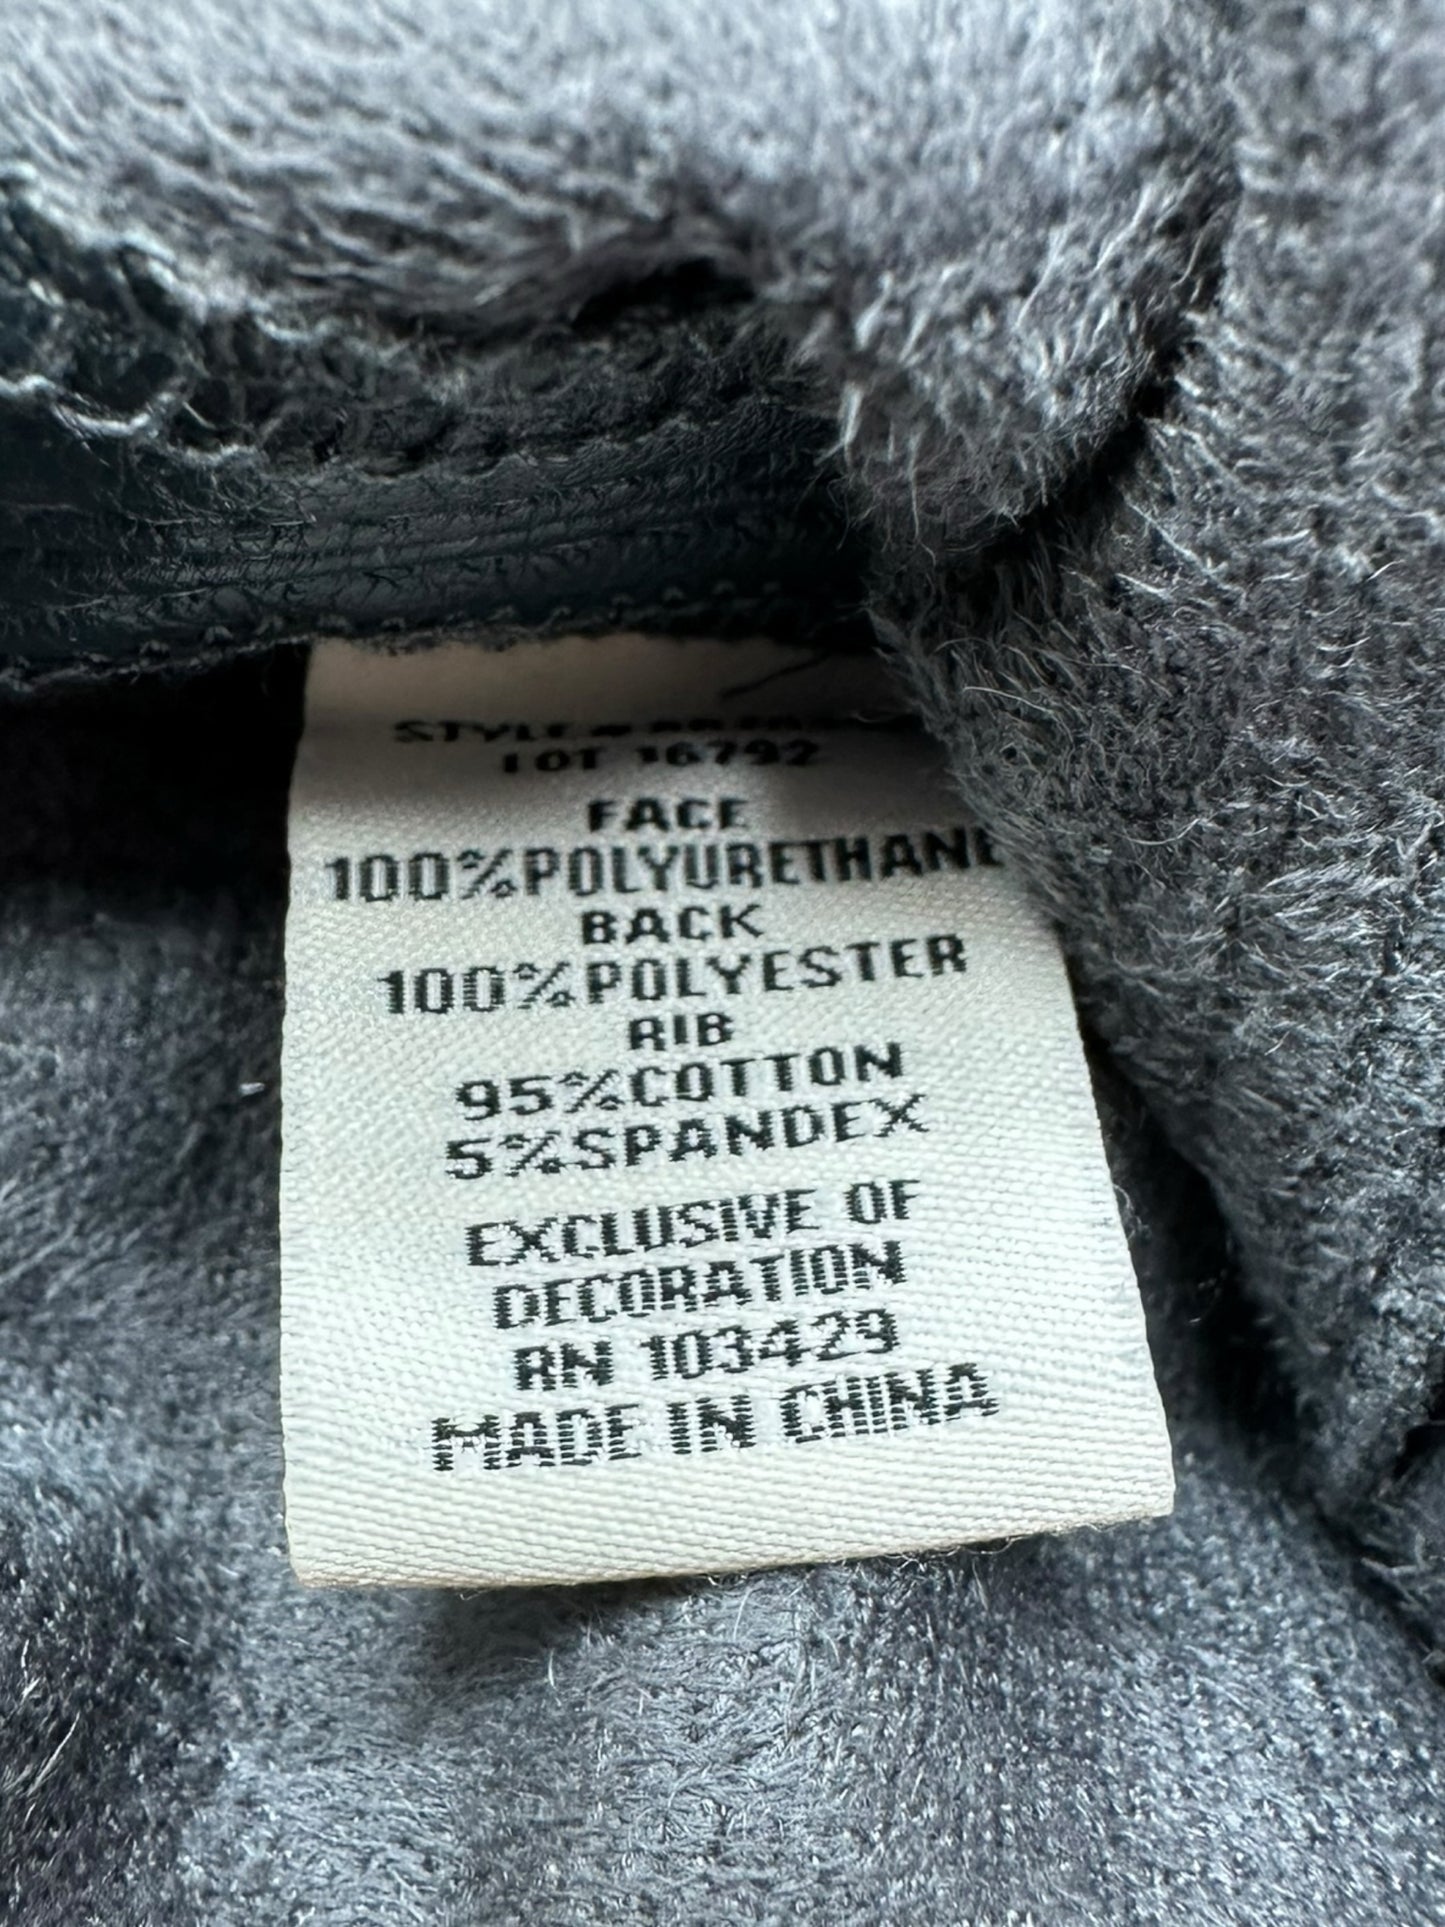 STYLE#
LOT 16792
FACE
100%POLYURETHANE
BACK
100%POLYESTER
RIB
95%COTTON
5%SPANDEX
EXCLUSIVE OF
DECORATION
RN 103429
MADE IN CHINA